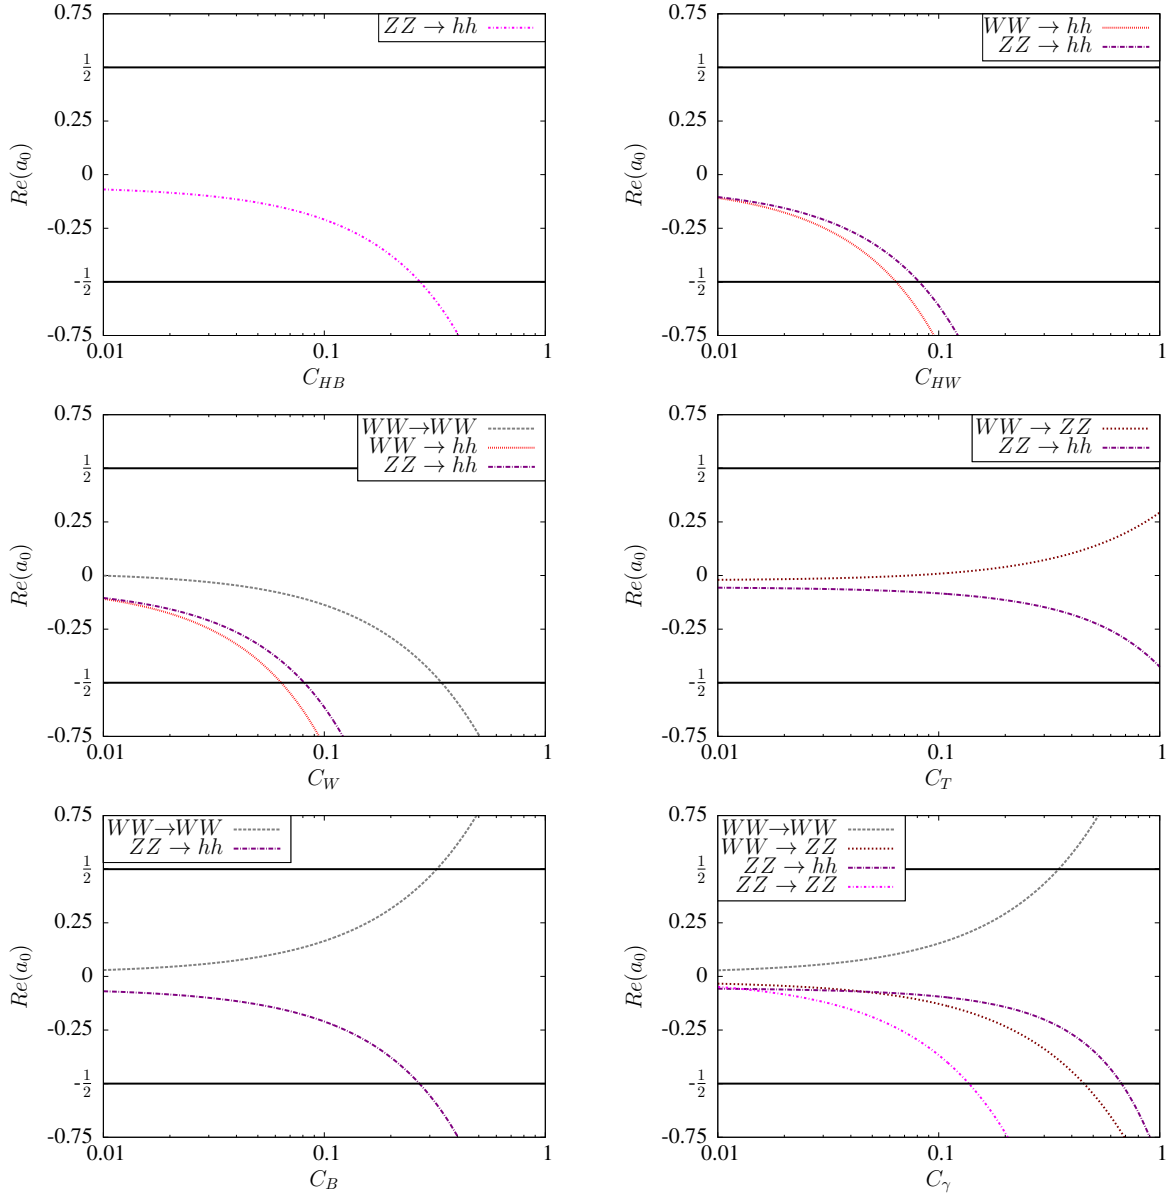 ZZ → hh
0.75
1/2
0.25
0
-0.25
-1/2
-0.75
Re(a₀)
0.01 0.1 1
C_HB
WW → hh
ZZ → hh
0.75
1/2
0.25
0
-0.25
-1/2
-0.75
Re(a₀)
0.01 0.1 1
C_HW
WW→WW
WW → hh
ZZ → hh
0.75
1/2
0.25
0
-0.25
-1/2
-0.75
Re(a₀)
0.01 0.1 1
C_W
WW → ZZ
ZZ → hh
0.75
1/2
0.25
0
-0.25
-1/2
-0.75
Re(a₀)
0.01 0.1 1
C_T
WW→WW
ZZ → hh
0.75
1/2
0.25
0
-0.25
-1/2
-0.75
Re(a₀)
0.01 0.1 1
C_B
WW→WW
WW → ZZ
ZZ → hh
ZZ → ZZ
0.75
1/2
0.25
0
-0.25
-1/2
-0.75
Re(a₀)
0.01 0.1 1
C_γ